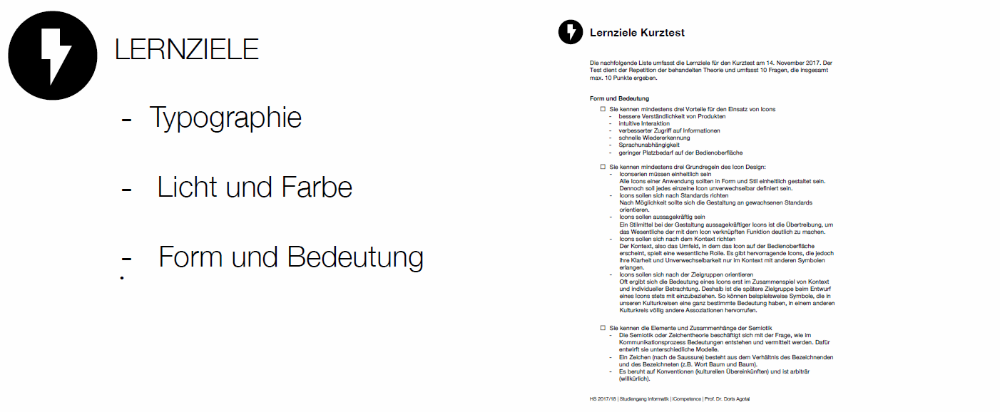 LERNZIELE
- Typographie
- Licht und Farbe
- Form und Bedeutung
Lernziele Kurztest
Die nachfolgende Liste umfasst die Lernziele für den Kurztest am 14. November 2017. Der
Test dient der Repetition der behandelten Theorie und umfasst 10 Fragen, die insgesamt
max. 10 Punkte ergeben.
Form und Bedeutung
☐ Sie kennen mindestens drei Vorteile für den Einsatz von Icons
- bessere Verständlichkeit von Produkten
- intuitive Interaktion
- verbesserter Zugriff auf Informationen
- schnelle Wiedererkennung
- Sprachunabhängigkeit
- geringer Platzbedarf auf der Bedienoberfläche
☐ Sie kennen mindestens drei Grundregeln des Icon Design:
- Iconserien müssen einheitlich sein
Alle Icons einer Anwendung sollten in Form und Stil einheitlich gestaltet sein.
Dennoch soll jedes einzelne Icon unverwechselbar definiert sein.
- Icons sollen sich nach Standards richten
Nach Möglichkeit sollte sich die Gestaltung an gewachsenen Standards
orientieren.
- Icons sollen aussagekräftig sein
Ein Stilmittel bei der Gestaltung aussagekräftiger Icons ist die Übertreibung, um
das Wesentliche der mit dem Icon verknüpften Funktion deutlich zu machen.
- Icons sollen sich nach dem Kontext richten
Der Kontext, also das Umfeld, in dem das Icon auf der Bedienoberfläche
erscheint, spielt eine wesentliche Rolle. Es gibt hervorragende Icons, die jedoch
ihre Klarheit und Unverwechselbarkeit nur im Kontext mit anderen Symbolen
erlangen.
- Icons sollen sich nach der Zielgruppen orientieren
Oft ergibt sich die Bedeutung eines Icons erst im Zusammenspiel von Kontext
und individueller Betrachtung. Deshalb ist die spätere Zielgruppe beim Entwurf
eines Icons stets mit einzubeziehen. So können beispielsweise Symbole, die in
unseren Kulturkreisen eine ganz bestimmte Bedeutung haben, in einem anderen
Kulturkreis völlig andere Assoziationen hervorrufen.
☐ Sie kennen die Elemente und Zusammenhänge der Semiotik
- Die Semiotik oder Zeichentheorie beschäftigt sich mit der Frage, wie im
Kommunikationsprozess Bedeutungen entstehen und vermittelt werden. Dafür
entwirft sie unterschiedliche Modelle.
- Ein Zeichen (nach de Saussure) besteht aus dem Verhältnis des Bezeichnenden
und des Bezeichneten (z.B. Wort Baum und Baum).
- Es beruht auf Konventionen (kulturellen Übereinkünften) und ist arbiträr
(willkürlich).
HS 2017/18 | Studiengang Informatik | iCompetence | Prof. Dr. Doris Agotai